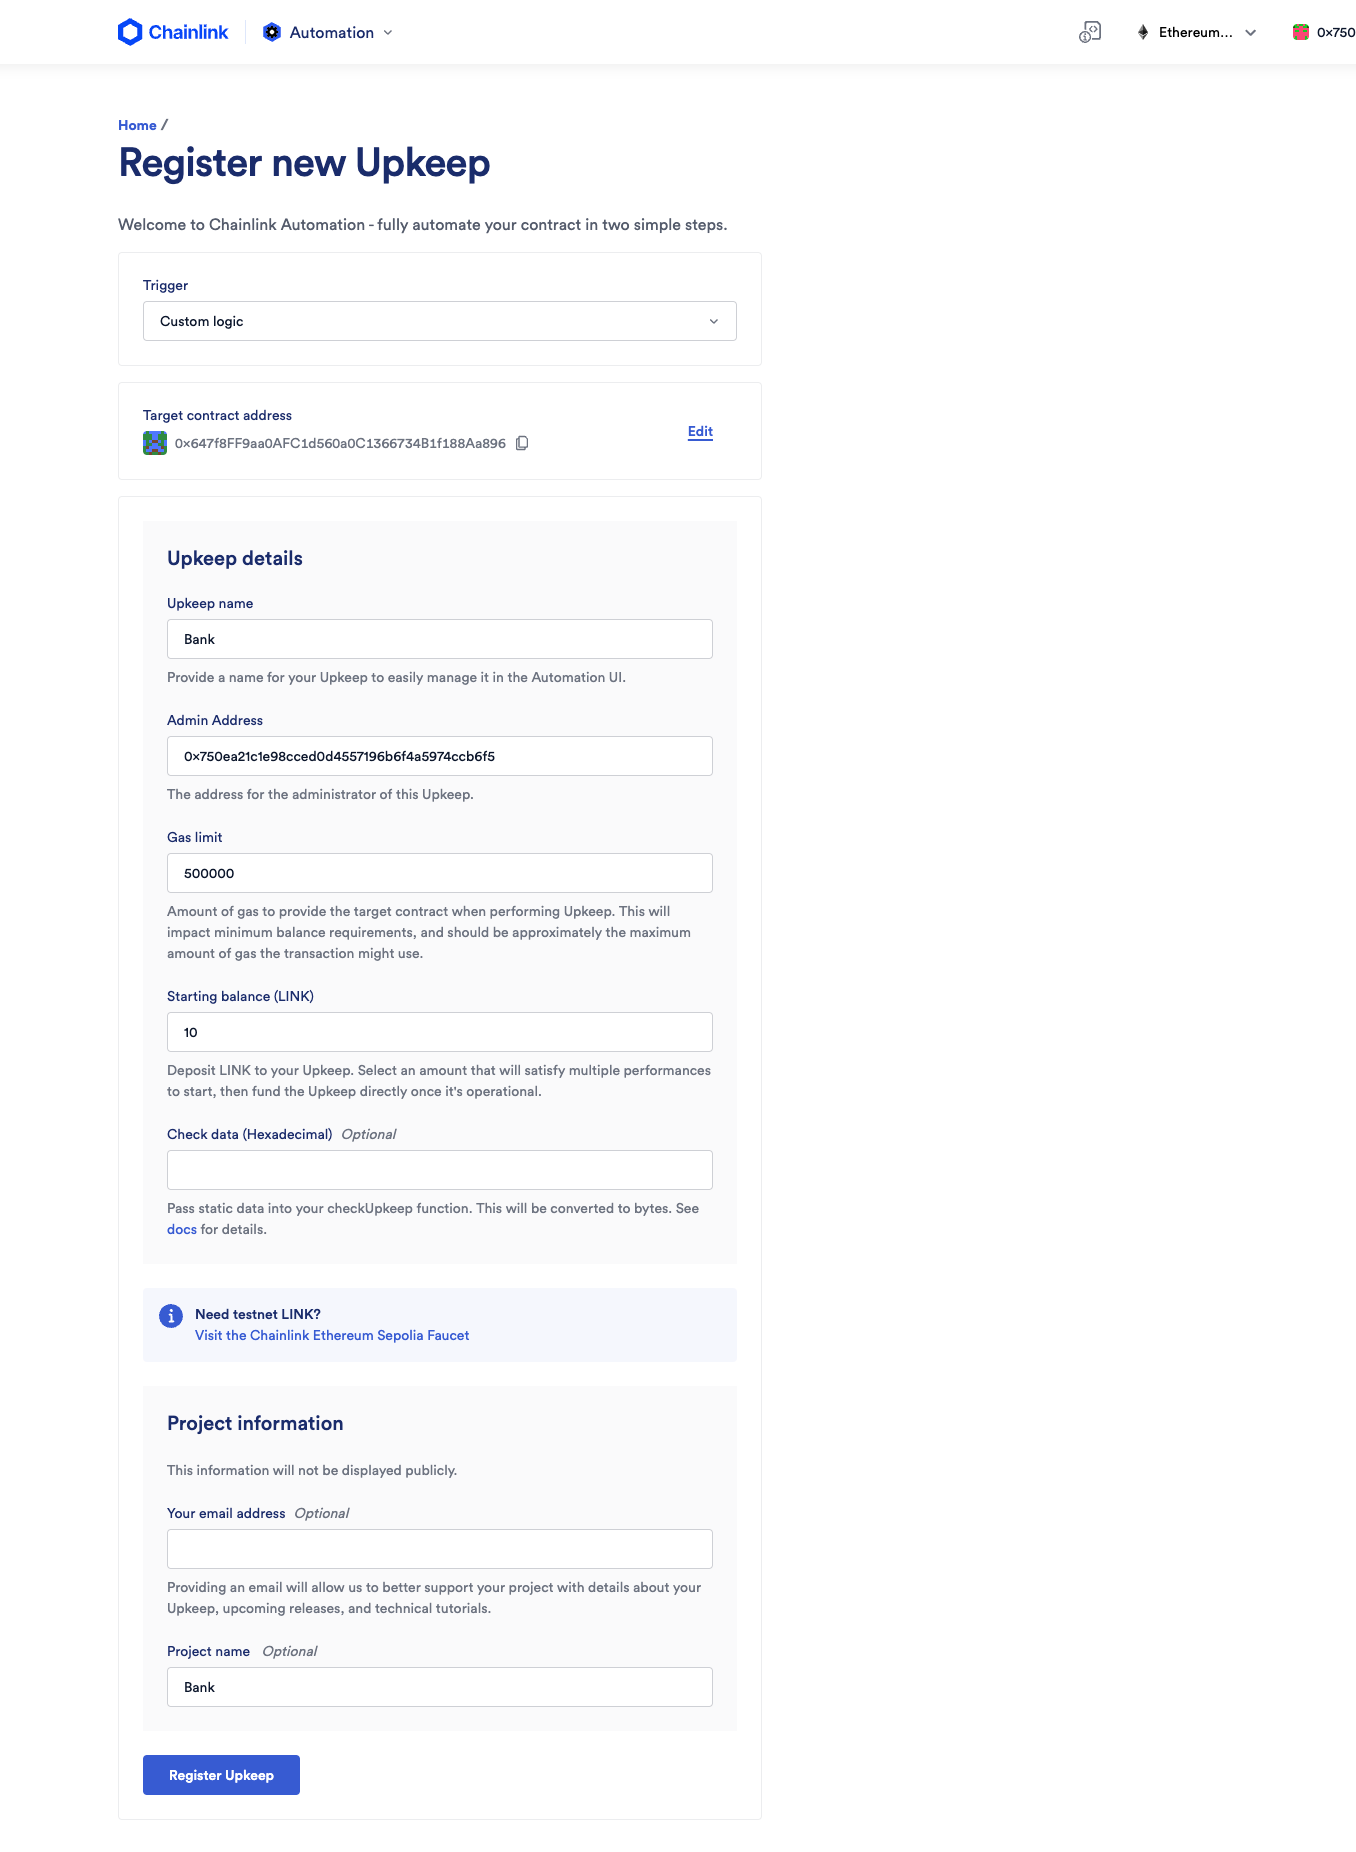 Chainlink
Automation
Ethereum...
0x750
Home /
Register new Upkeep
Welcome to Chainlink Automation - fully automate your contract in two simple steps.
Trigger
Custom logic
Target contract address
0x647f8FF9aa0AFC1d560a0C1366734B1f188Aa896
Edit
Upkeep details
Upkeep name
Bank
Provide a name for your Upkeep to easily manage it in the Automation UI.
Admin Address
0x750ea21c1e98cced0d4557196b6f4a5974ccb6f5
The address for the administrator of this Upkeep.
Gas limit
500000
Amount of gas to provide the target contract when performing Upkeep. This will
impact minimum balance requirements, and should be approximately the maximum
amount of gas the transaction might use.
Starting balance (LINK)
10
Deposit LINK to your Upkeep. Select an amount that will satisfy multiple performances
to start, then fund the Upkeep directly once it's operational.
Check data (Hexadecimal) Optional
Pass static data into your checkUpkeep function. This will be converted to bytes. See
docs for details.
Need testnet LINK?
Visit the Chainlink Ethereum Sepolia Faucet
Project information
This information will not be displayed publicly.
Your email address Optional
Providing an email will allow us to better support your project with details about your
Upkeep, upcoming releases, and technical tutorials.
Project name Optional
Bank
Register Upkeep